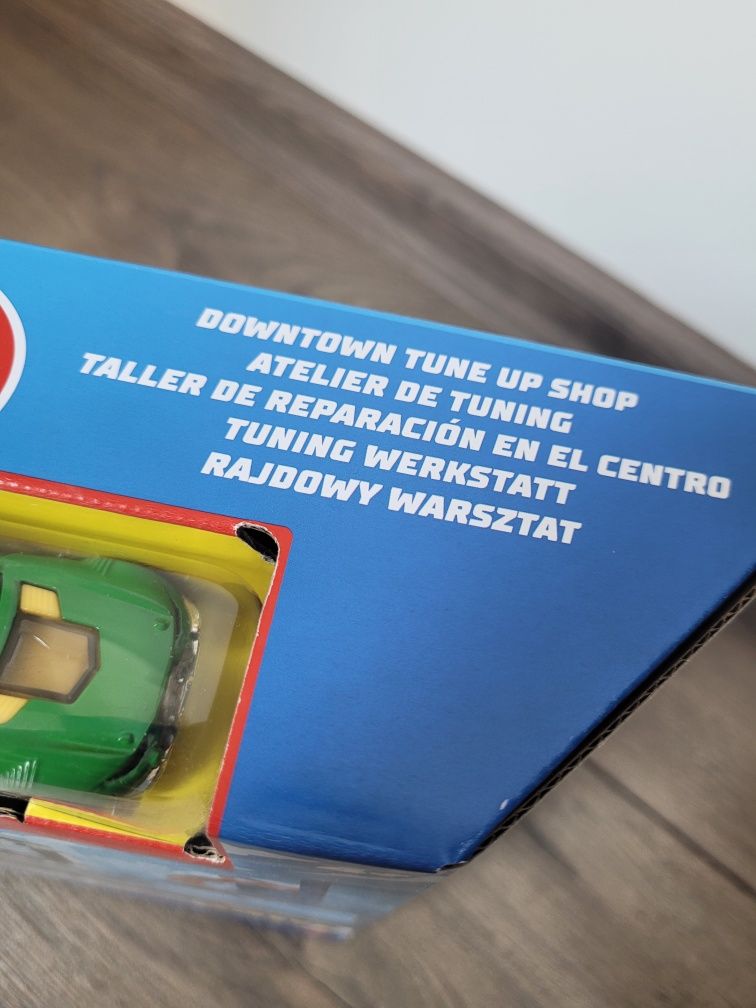 DOWNTOWN TUNE UP SHOP
ATELIER DE TUNING
TALLER DE REPARACIÓN EN EL CENTRO
TUNING WERKSTATT
RAJDOWY WARSZTAT